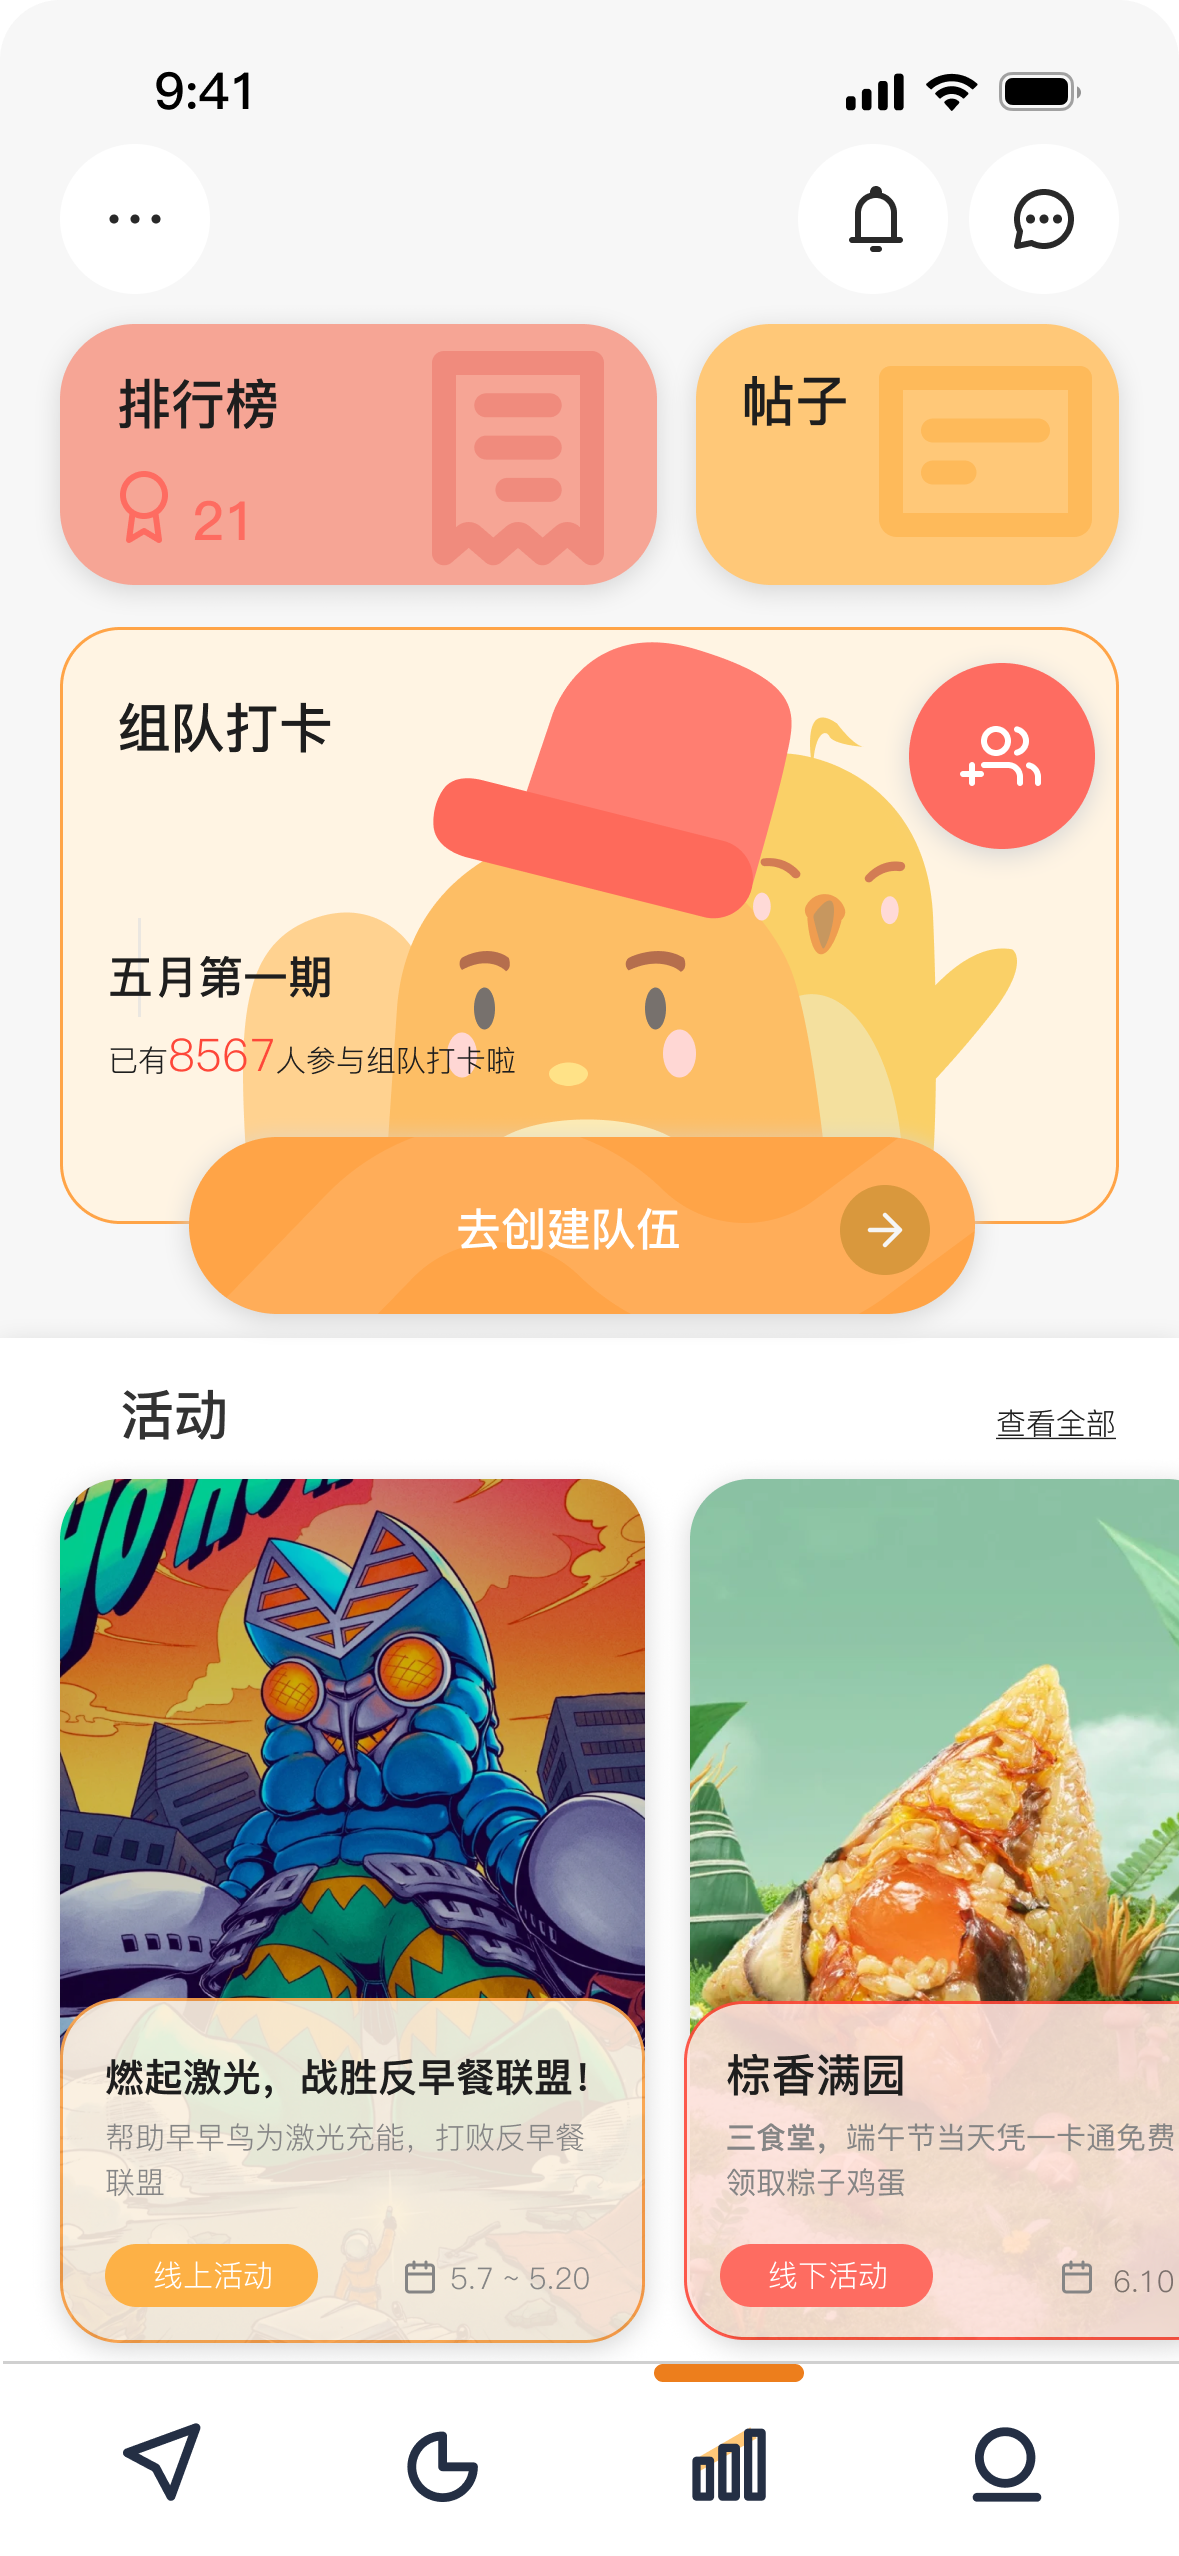 9:41
排行榜
21
帖子
组队打卡
五月第一期
已有8567人参与组队打卡啦
去创建队伍
活动
查看全部
燃起激光，战胜反早餐联盟！
帮助早早鸟为激光充能，打败反早餐
联盟
线上活动
5.7 ~ 5.20
棕香满园
三食堂，端午节当天凭一卡通免费
领取粽子鸡蛋
线下活动
6.10